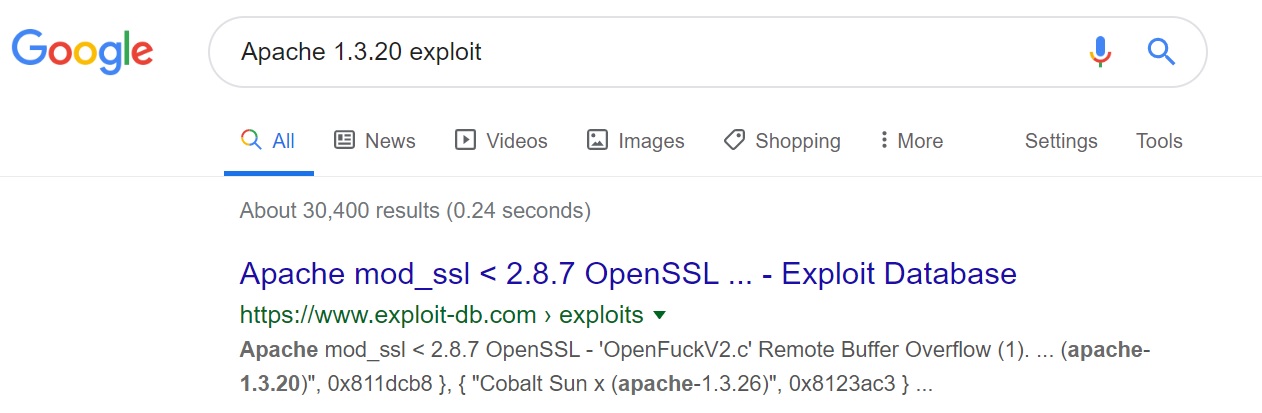 Google
Apache 1.3.20 exploit
All News Videos Images Shopping More Settings Tools
About 30,400 results (0.24 seconds)
Apache mod_ssl < 2.8.7 OpenSSL ... - Exploit Database
https://www.exploit-db.com › exploits
Apache mod_ssl < 2.8.7 OpenSSL - 'OpenFuckV2.c' Remote Buffer Overflow (1). ... (apache-
1.3.20)", 0x811dcb8 }, { "Cobalt Sun x (apache-1.3.26)", 0x8123ac3 } ...